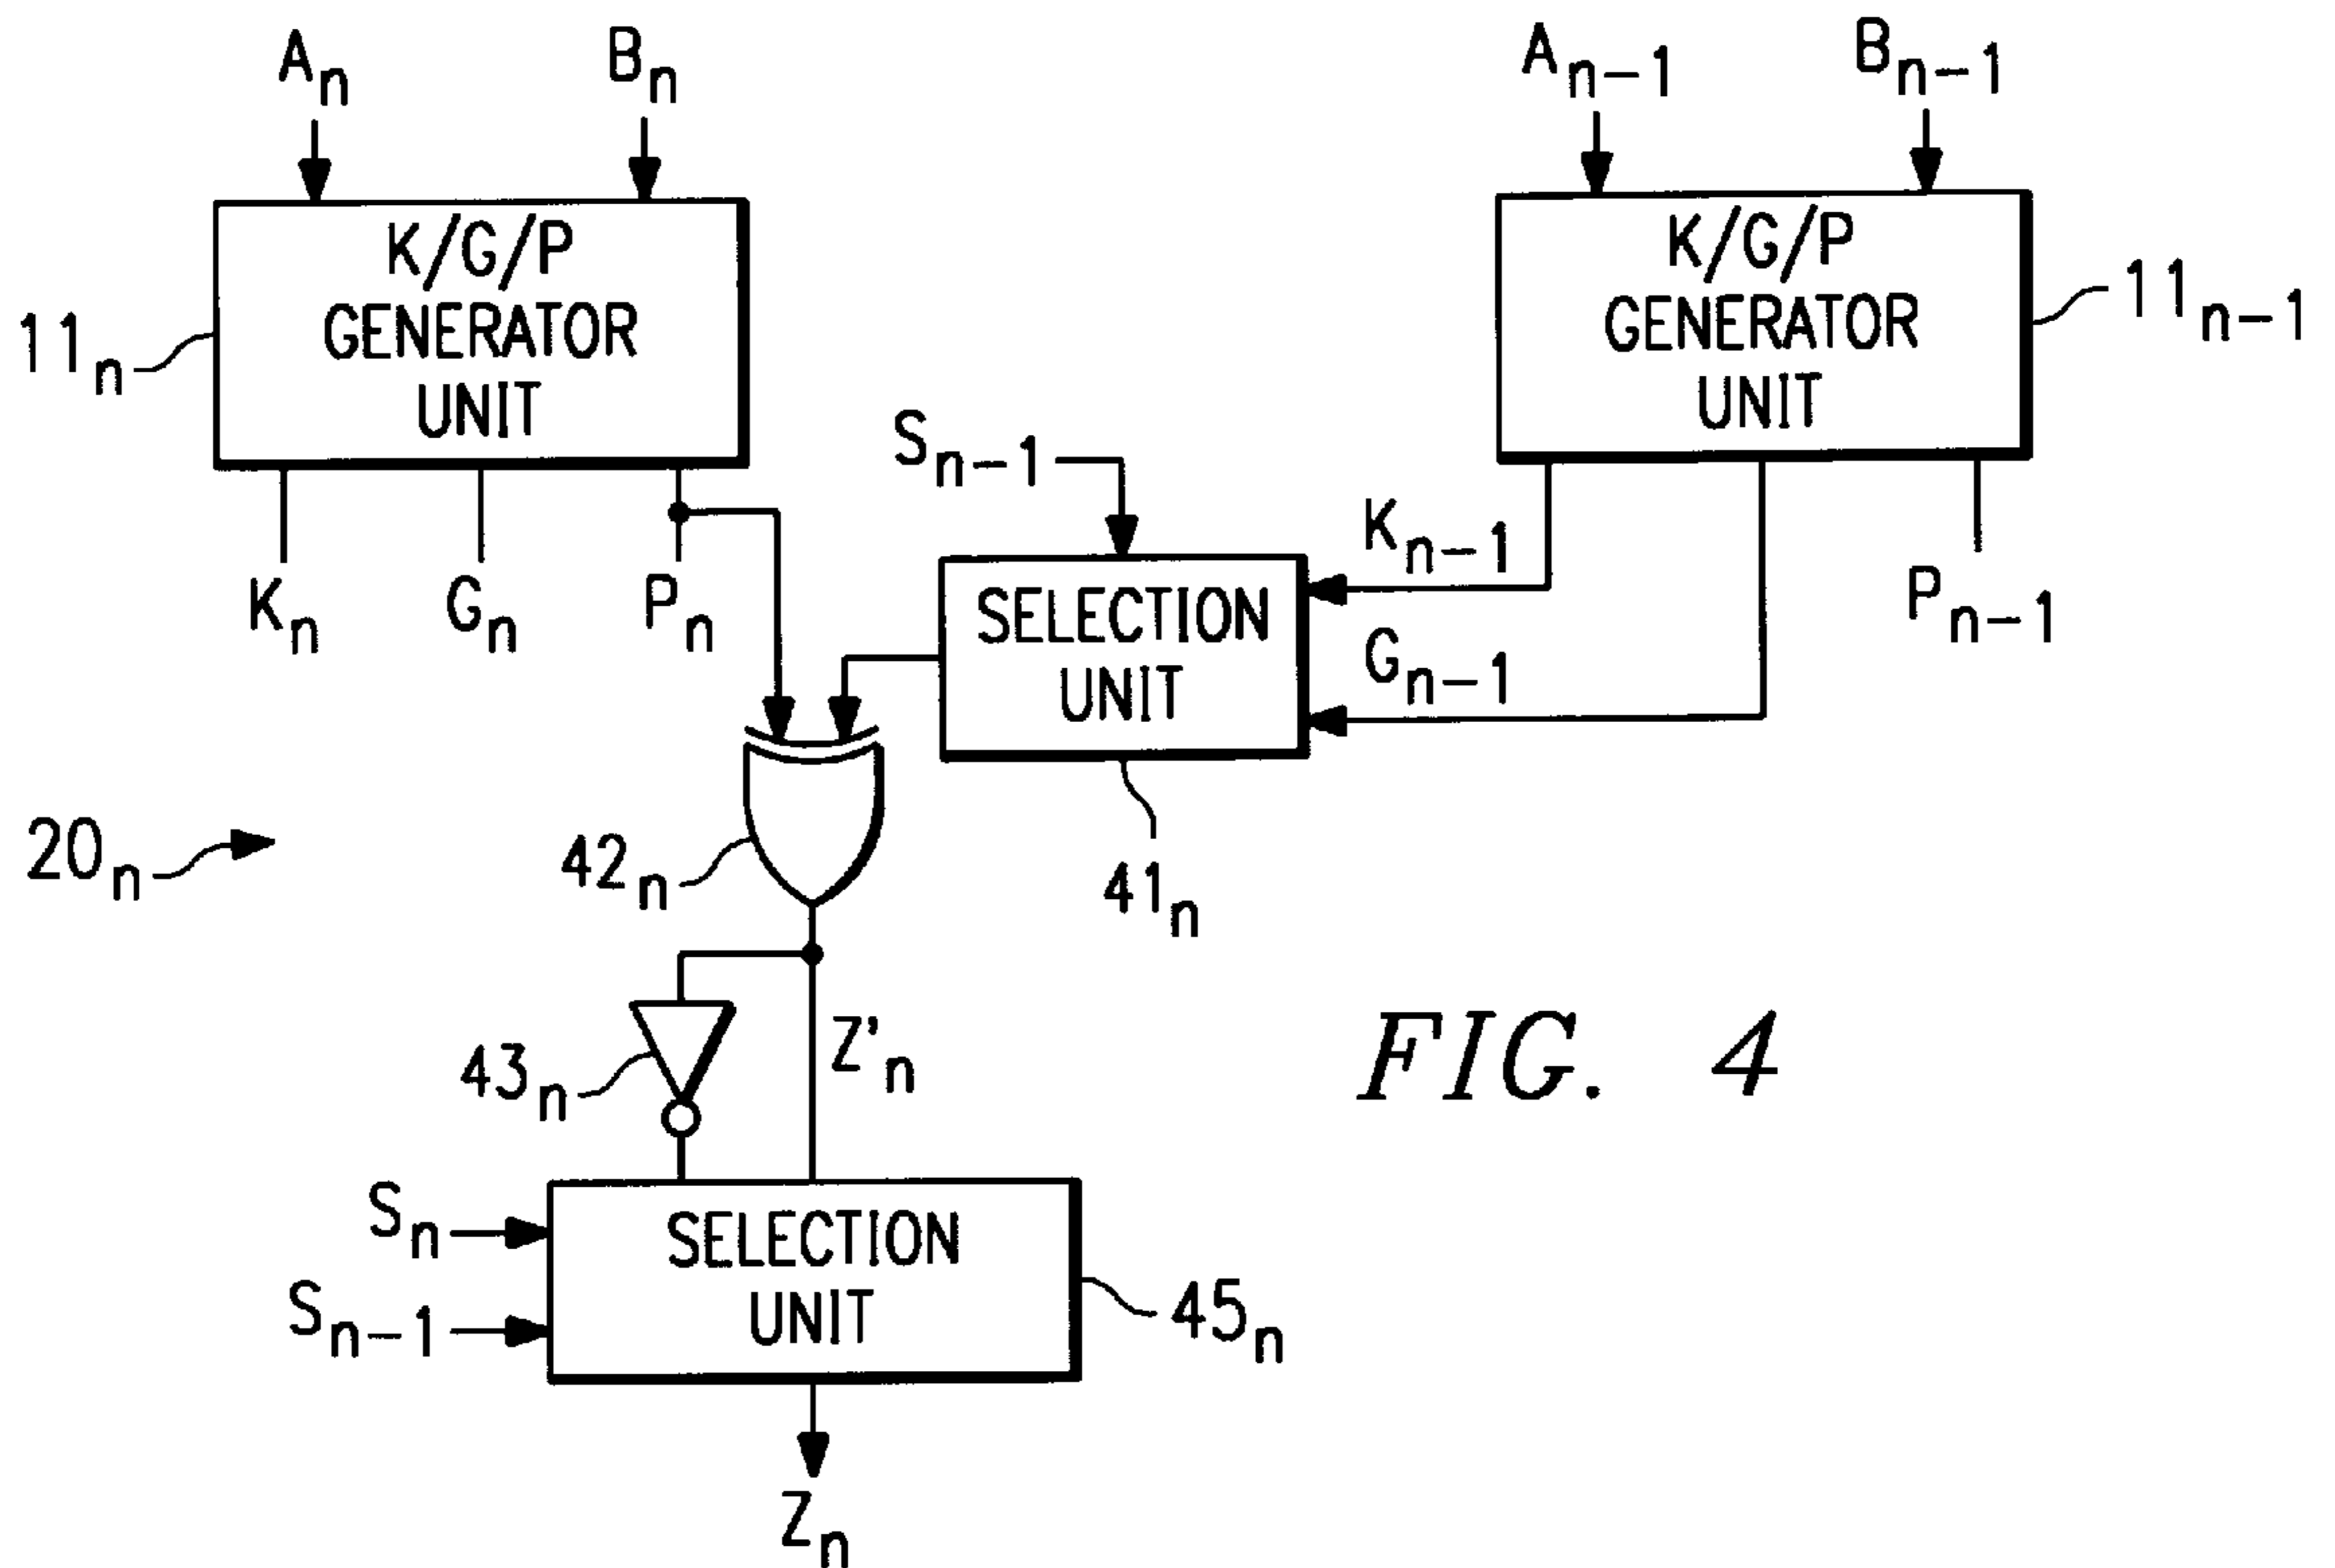 Aₙ
Bₙ
Aₙ₋₁
Bₙ₋₁
K/G/P
GENERATOR
UNIT
11ₙ
K/G/P
GENERATOR
UNIT
11ₙ₋₁
Sₙ₋₁
Kₙ
Gₙ
Pₙ
SELECTION
UNIT
Kₙ₋₁
Gₙ₋₁
Pₙ₋₁
20ₙ
42ₙ
41ₙ
43ₙ
Z'ₙ
FIG. 4
Sₙ
Sₙ₋₁
SELECTION
UNIT
45ₙ
Zₙ